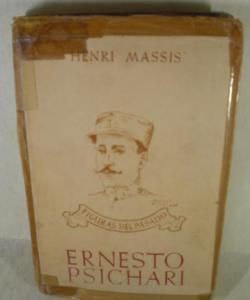 HENRI MASSIS
FIGURAS DEL PASADO
ERNESTO
PSICHARI